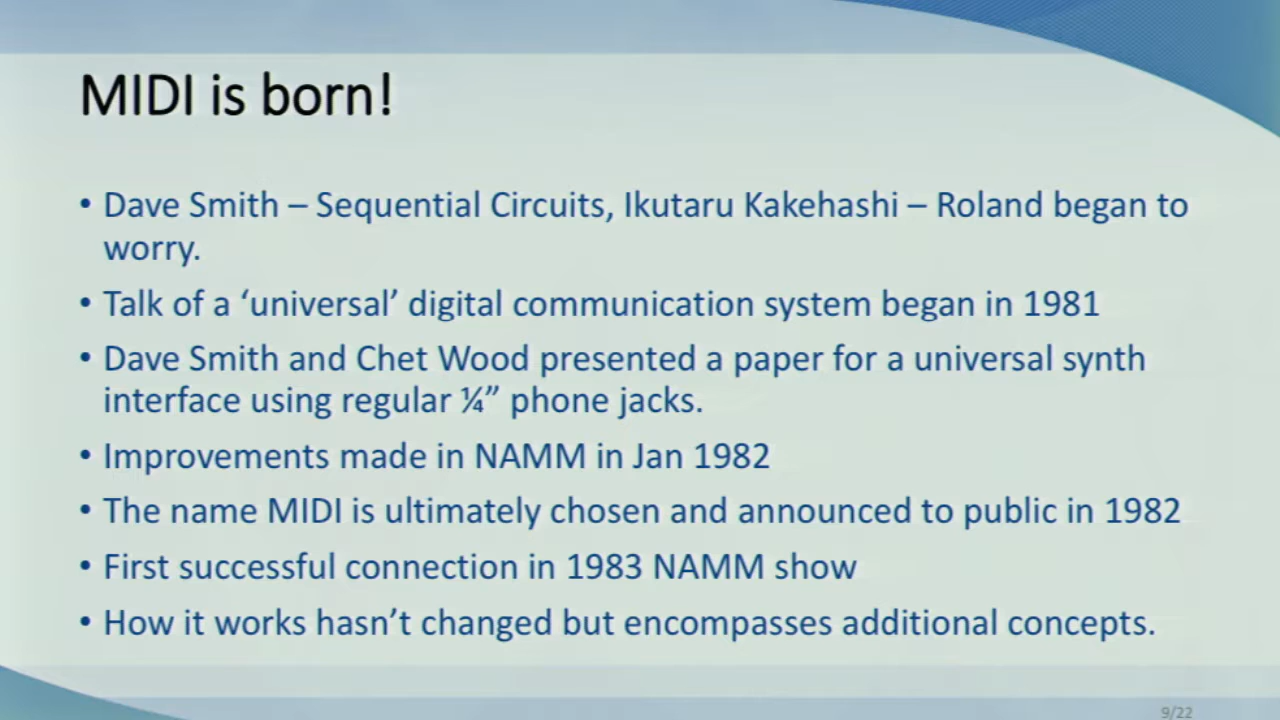 MIDI is born!
• Dave Smith – Sequential Circuits, Ikutaru Kakehashi – Roland began to
worry.
• Talk of a ‘universal’ digital communication system began in 1981
• Dave Smith and Chet Wood presented a paper for a universal synth
interface using regular ¼” phone jacks.
• Improvements made in NAMM in Jan 1982
• The name MIDI is ultimately chosen and announced to public in 1982
• First successful connection in 1983 NAMM show
• How it works hasn’t changed but encompasses additional concepts.
9/22